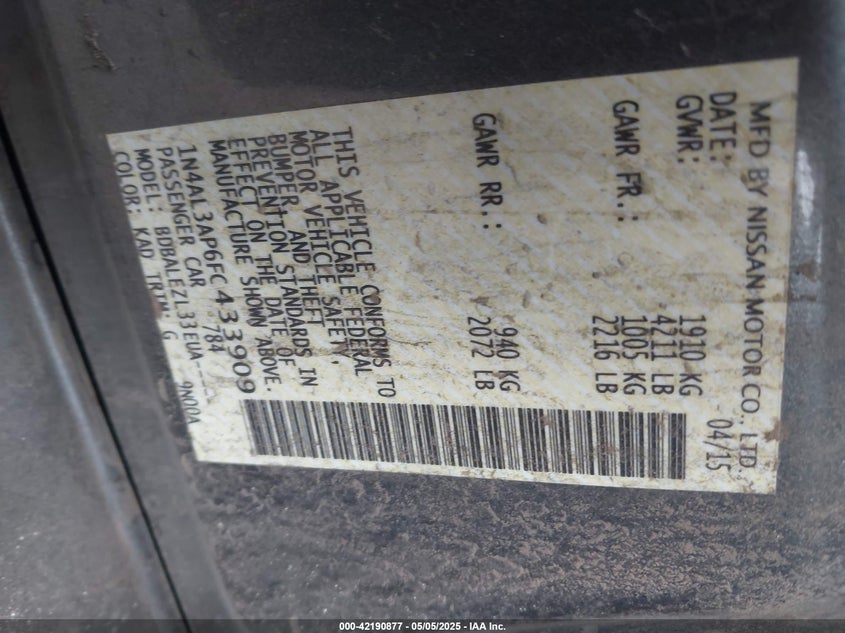 MFD BY NISSAN MOTOR CO., LTD.
DATE: 04/15
GVWR: 1910 KG
4211 LB
GAWR FR.: 1005 KG
2216 LB
GAWR RR.: 940 KG
2072 LB
THIS VEHICLE CONFORMS TO
ALL APPLICABLE FEDERAL
MOTOR VEHICLE SAFETY,
BUMPER, AND THEFT
PREVENTION STANDARDS IN
EFFECT ON THE DATE OF
MANUFACTURE SHOWN ABOVE.
1N4AL3AP6FC433909
PASSENGER CAR 784
MODEL: BDBALEZL33EUA
COLOR: KAD TRIM G 9N00A
000-42190877 - 05/05/2025 - IAA Inc.